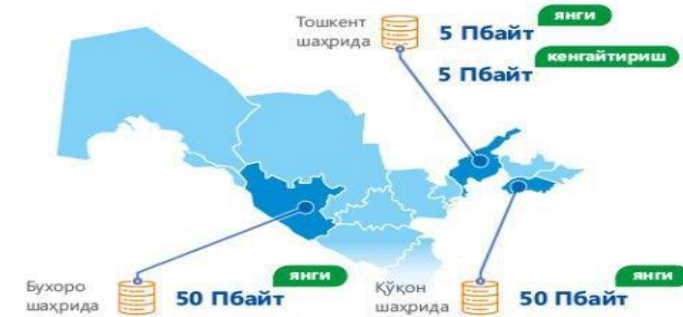 Тошкент
шаҳрида
янги
5 Пбайт
кенгайтириш
5 Пбайт
Бухоро
шаҳрида
янги
50 Пбайт
Қўқон
шаҳрида
янги
50 Пбайт